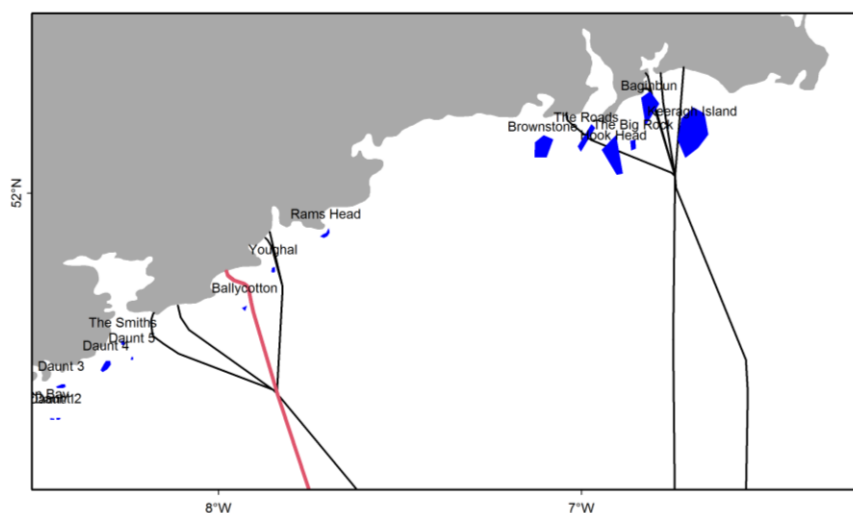 Baginbun
Keeragh Island
The Roads
The Big Rock
Brownstone
Hook Head
52°N
Rams Head
Youghal
Ballycotton
The Smiths
Daunt 5
Daunt 4
Daunt 3
Bay
8°W
7°W